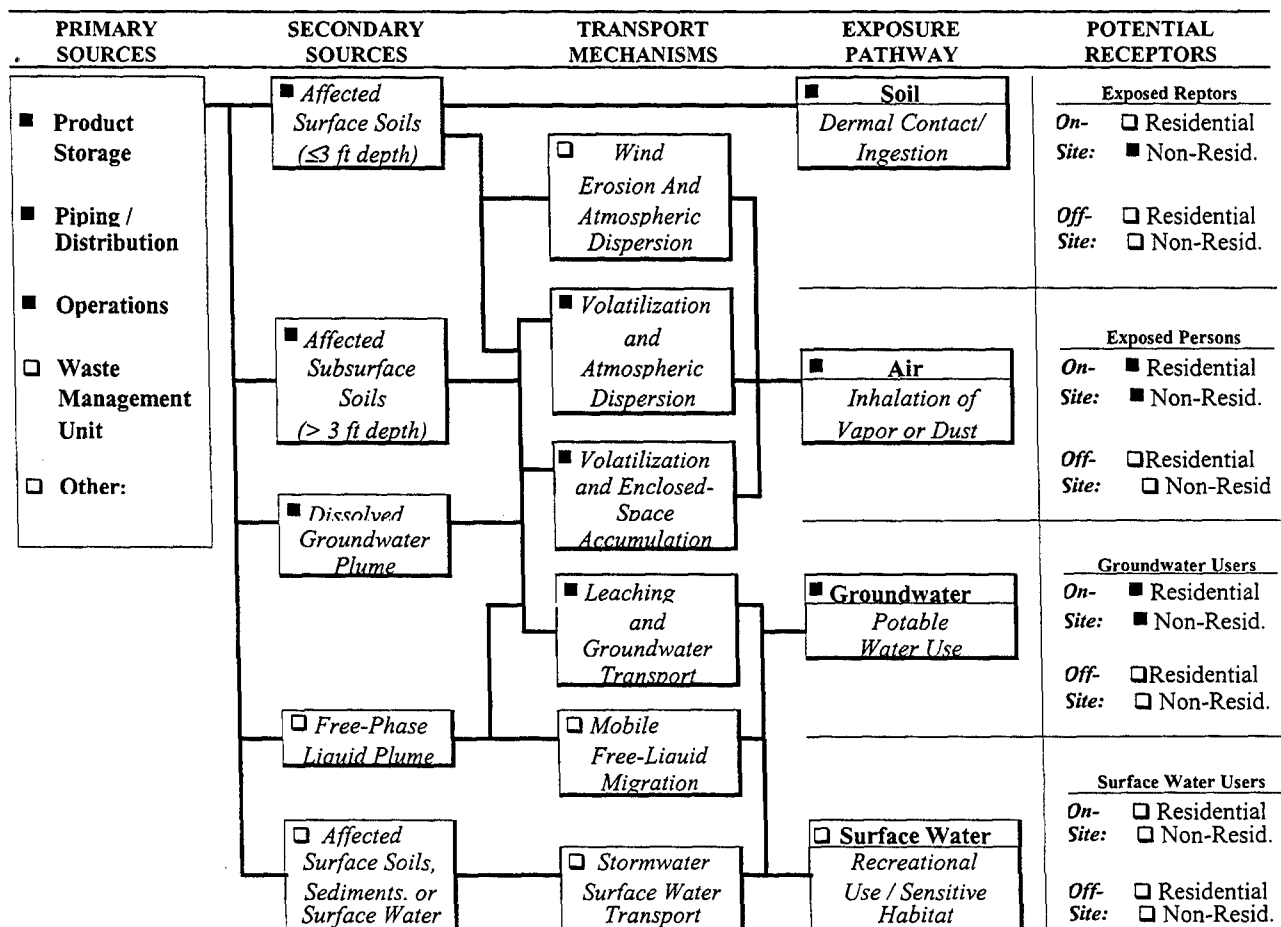 PRIMARY
SOURCES
SECONDARY
SOURCES
TRANSPORT
MECHANISMS
EXPOSURE
PATHWAY
POTENTIAL
RECEPTORS
■ Product
Storage
■ Piping /
Distribution
■ Operations
❑ Waste
Management
Unit
❑ Other:
■ Affected
Surface Soils
(≤3 ft depth)
■ Affected
Subsurface
Soils
(> 3 ft depth)
■ Dissolved
Groundwater
Plume
❑ Free-Phase
Liquid Plume
❑ Affected
Surface Soils,
Sediments. or
Surface Water
❑ Wind
Erosion And
Atmospheric
Dispersion
■ Volatilization
and
Atmospheric
Dispersion
■ Volatilization
and Enclosed-
Space
Accumulation
■ Leaching
and
Groundwater
Transport
❑ Mobile
Free-Liquid
Migration
❑ Stormwater
Surface Water
Transport
■ Soil
Dermal Contact/
Ingestion
■ Air
Inhalation of
Vapor or Dust
■ Groundwater
Potable
Water Use
❑ Surface Water
Recreational
Use / Sensitive
Habitat
Exposed Reptors
On- ❑ Residential
Site: ■ Non-Resid.
Off- ❑ Residential
Site: ❑ Non-Resid.
Exposed Persons
On- ■ Residential
Site: ■ Non-Resid.
Off- ❑Residential
Site: ❑ Non-Resid
Groundwater Users
On- ■ Residential
Site: ■ Non-Resid.
Off- ❑Residential
Site: ❑ Non-Resid.
Surface Water Users
On- ❑ Residential
Site: ❑ Non-Resid.
Off- ❑ Residential
Site: ❑ Non-Resid.